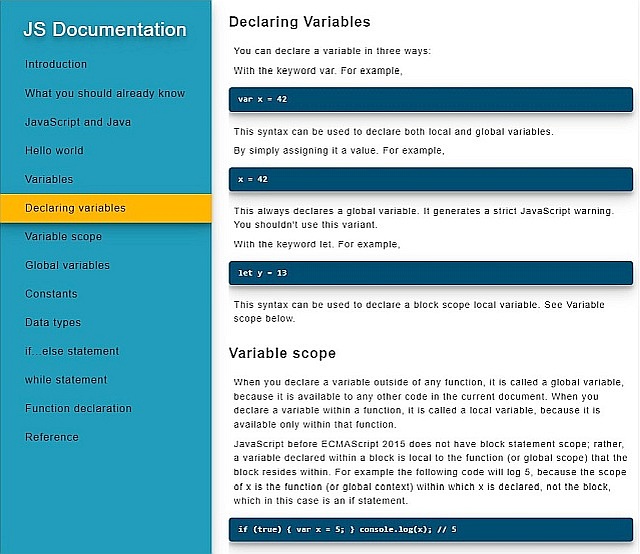 JS Documentation
Introduction
What you should already know
JavaScript and Java
Hello world
Variables
Declaring variables
Variable scope
Global variables
Constants
Data types
if...else statement
while statement
Function declaration
Reference
Declaring Variables
You can declare a variable in three ways:
With the keyword var. For example,
var x = 42
This syntax can be used to declare both local and global variables.
By simply assigning it a value. For example,
x = 42
This always declares a global variable. It generates a strict JavaScript warning.
You shouldn't use this variant.
With the keyword let. For example,
let y = 13
This syntax can be used to declare a block scope local variable. See Variable
scope below.
Variable scope
When you declare a variable outside of any function, it is called a global variable,
because it is available to any other code in the current document. When you
declare a variable within a function, it is called a local variable, because it is
available only within that function.
JavaScript before ECMAScript 2015 does not have block statement scope; rather,
a variable declared within a block is local to the function (or global scope) that the
block resides within. For example the following code will log 5, because the scope
of x is the function (or global context) within which x is declared, not the block,
which in this case is an if statement.
if (true) { var x = 5; } console.log(x); // 5